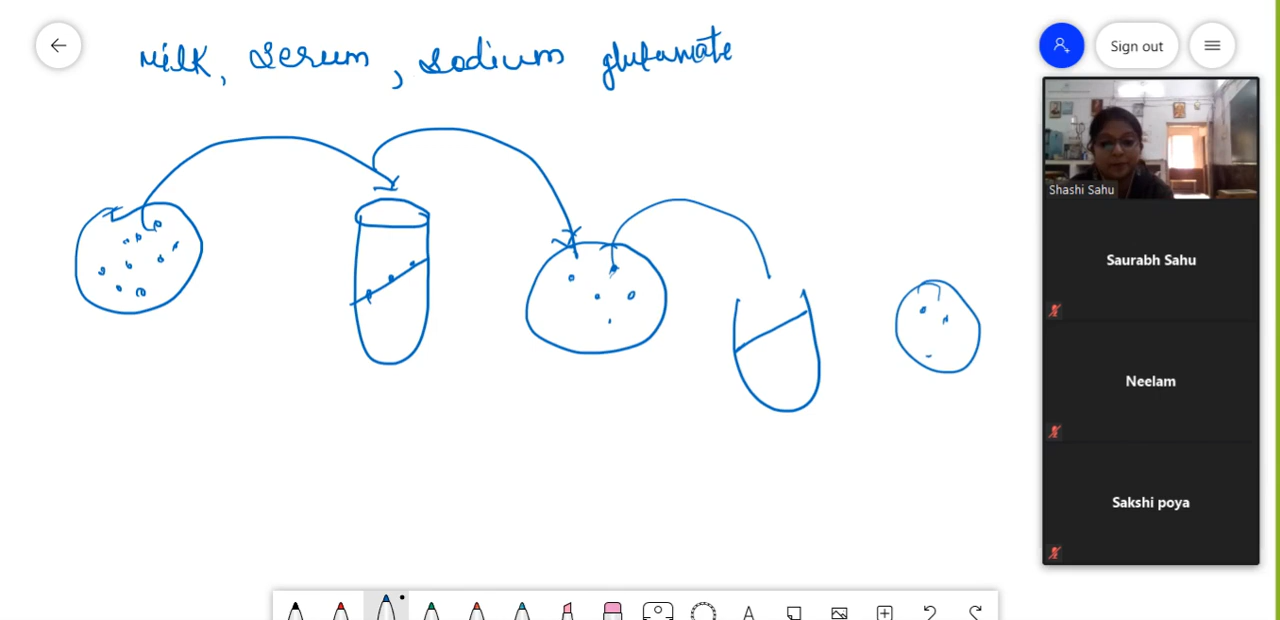 milk, serum, sodium glutamate
Sign out
Shashi Sahu
Saurabh Sahu
Neelam
Sakshi poya
A